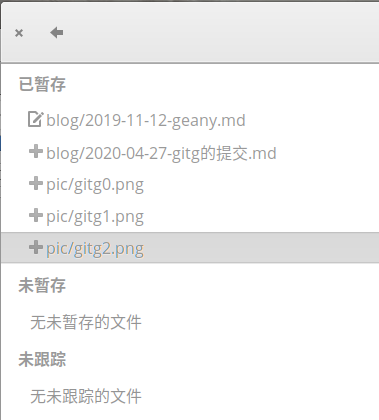 已暂存
blog/2019-11-12-geany.md
blog/2020-04-27-gitg的提交.md
pic/gitg0.png
pic/gitg1.png
pic/gitg2.png
未暂存
无未暂存的文件
未跟踪
无未跟踪的文件